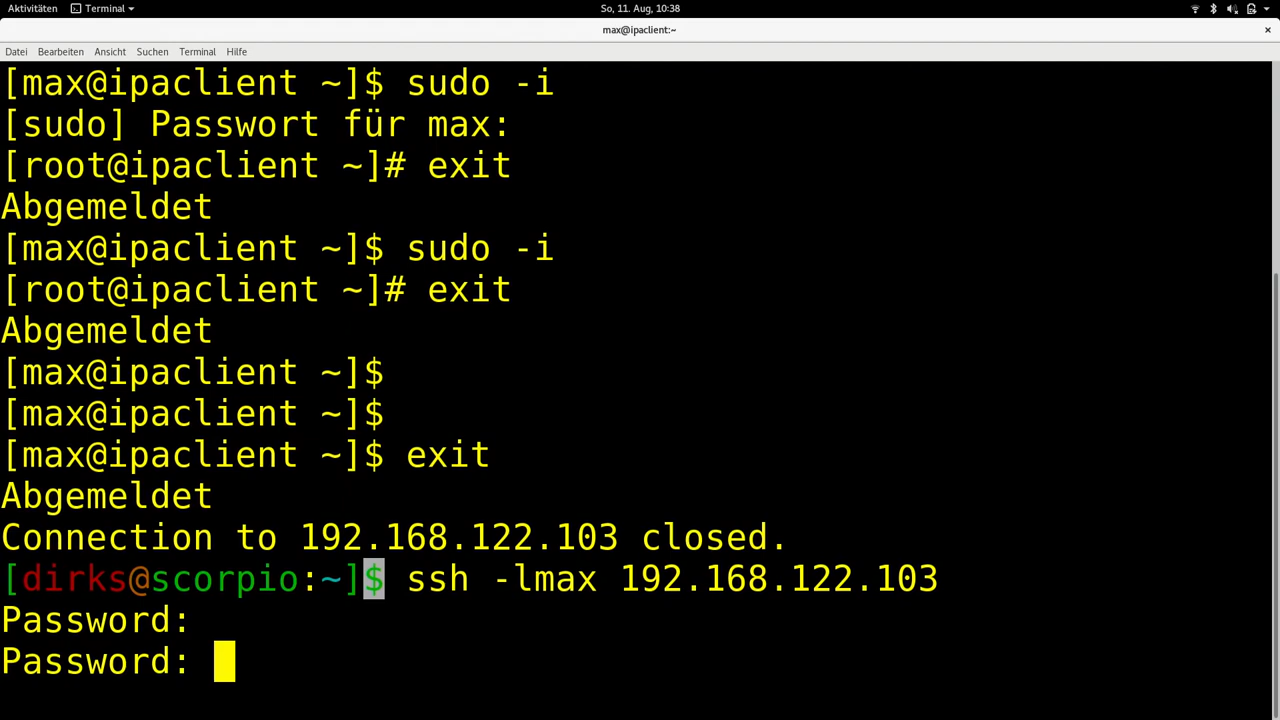 Aktivitäten Terminal So, 11. Aug, 10:38
max@ipaclient:~ ×
Datei Bearbeiten Ansicht Suchen Terminal Hilfe
[max@ipaclient ~]$ sudo -i
[sudo] Passwort für max:
[root@ipaclient ~]# exit
Abgemeldet
[max@ipaclient ~]$ sudo -i
[root@ipaclient ~]# exit
Abgemeldet
[max@ipaclient ~]$
[max@ipaclient ~]$
[max@ipaclient ~]$ exit
Abgemeldet
Connection to 192.168.122.103 closed.
[dirks@scorpio:~]$ ssh -lmax 192.168.122.103
Password:
Password: